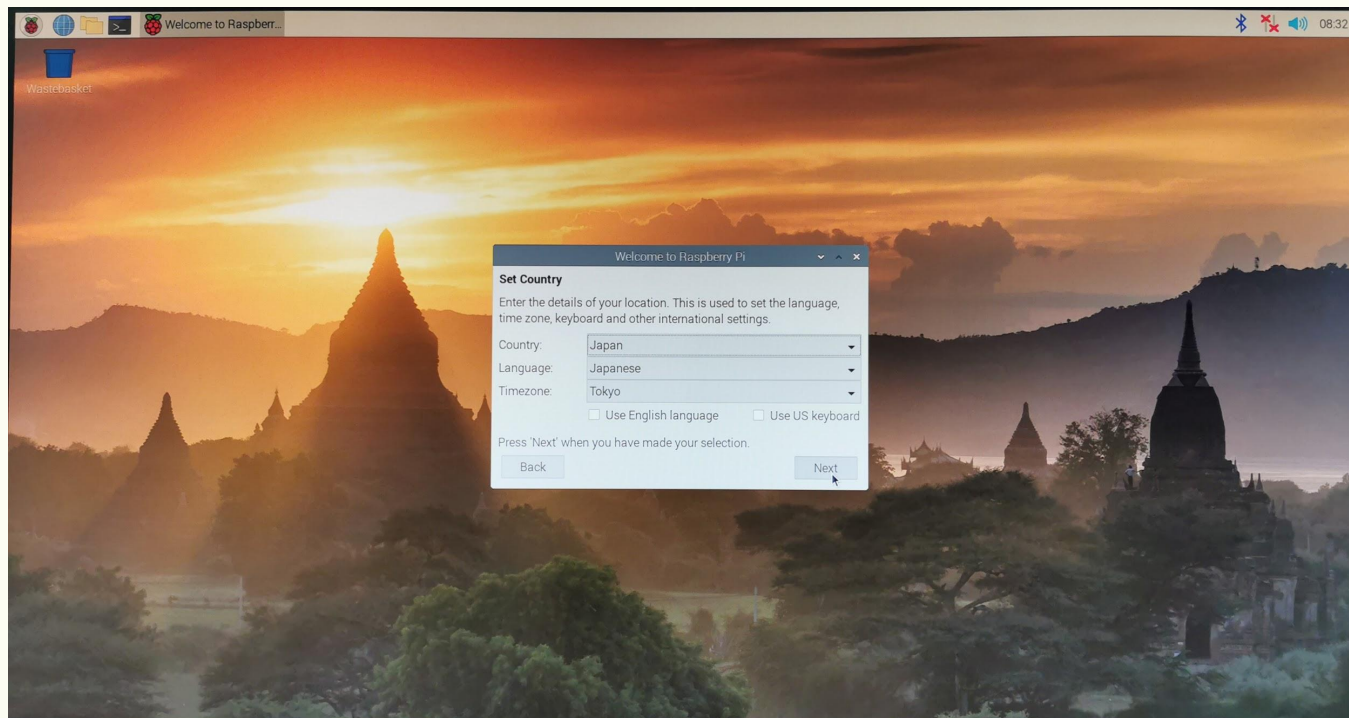 Welcome to Raspberr...
08:32
Wastebasket
Welcome to Raspberry Pi
Set Country
Enter the details of your location. This is used to set the language,
time zone, keyboard and other international settings.
Country: Japan
Language: Japanese
Timezone: Tokyo
Use English language Use US keyboard
Press 'Next' when you have made your selection.
Back Next